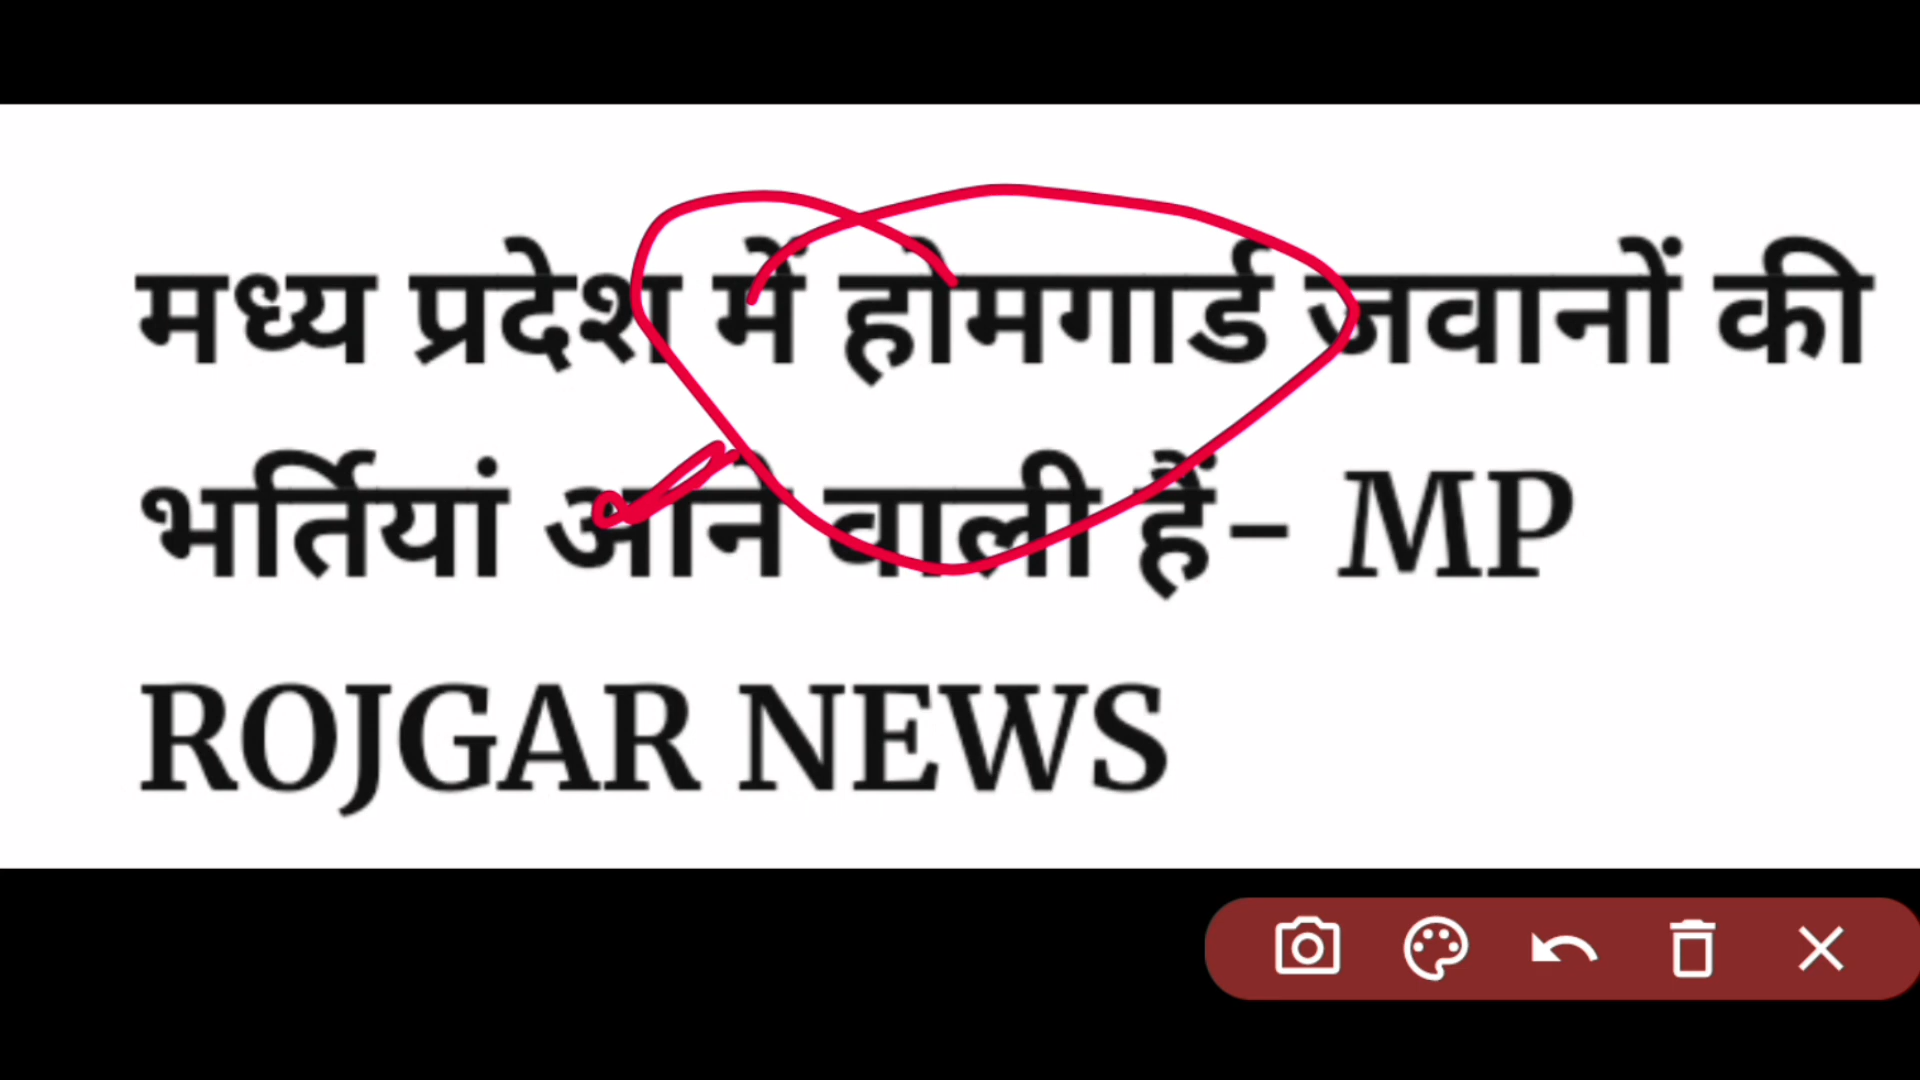 मध्य प्रदेश में होमगार्ड जवानों की
भर्तियां आने वाली हैं- MP
ROJGAR NEWS